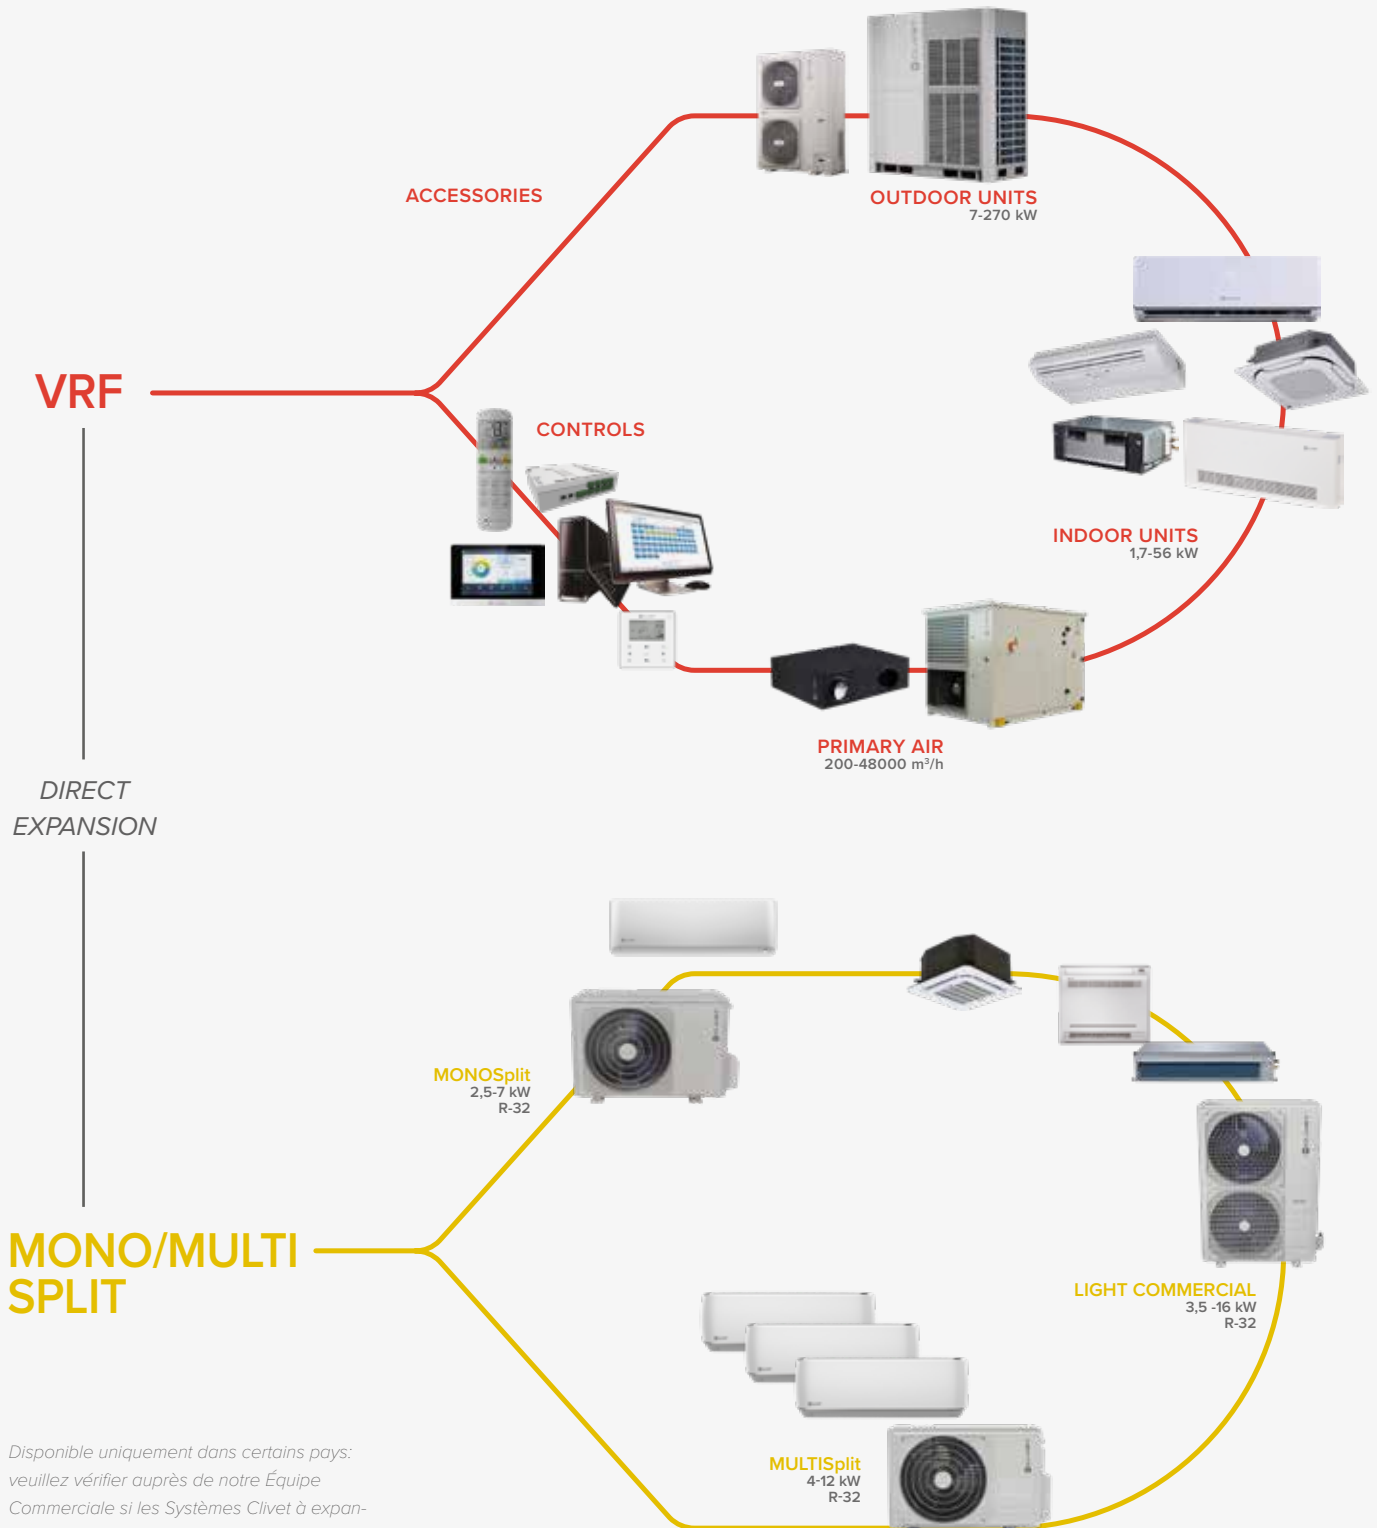 ACCESSORIES
OUTDOOR UNITS
7-270 kW
VRF
CONTROLS
INDOOR UNITS
1,7-56 kW
PRIMARY AIR
200-48000 m³/h
DIRECT
EXPANSION
MONOSplit
2,5-7 kW
R-32
MONO/MULTI
SPLIT
LIGHT COMMERCIAL
3,5 -16 kW
R-32
MULTISplit
4-12 kW
R-32
Disponible uniquement dans certains pays:
veuillez vérifier auprès de notre Équipe
Commerciale si les Systèmes Clivet à expan-